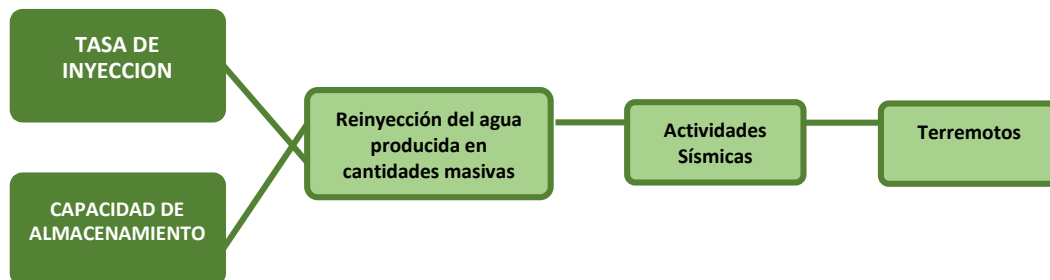 TASA DE
INYECCION
CAPACIDAD DE
ALMACENAMIENTO
Reinyección del agua
producida en
cantidades masivas
Actividades
Sísmicas
Terremotos